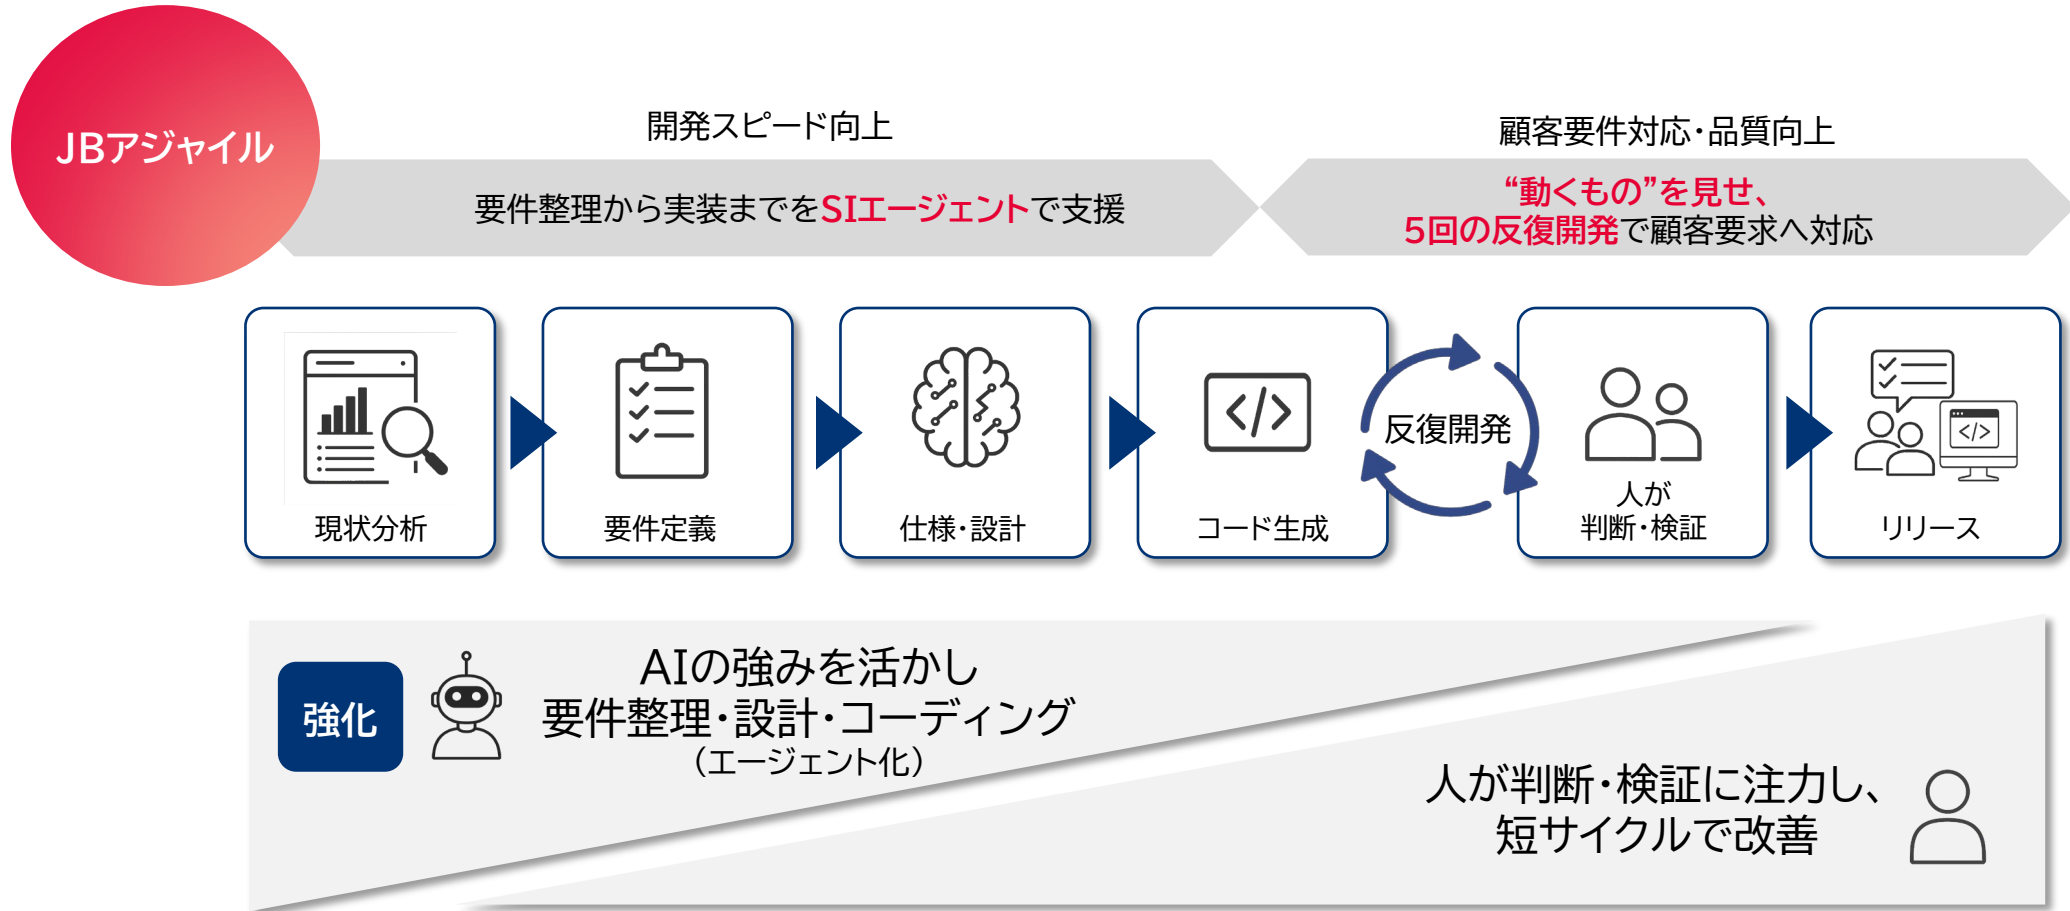 JBアジャイル
開発スピード向上
顧客要件対応・品質向上
要件整理から実装までをSIエージェントで支援
“動くもの”を見せ、
5回の反復開発で顧客要求へ対応
現状分析
要件定義
仕様・設計
コード生成
反復開発
人が
判断・検証
リリース
強化
AIの強みを活かし
要件整理・設計・コーディング
（エージェント化）
人が判断・検証に注力し、
短サイクルで改善